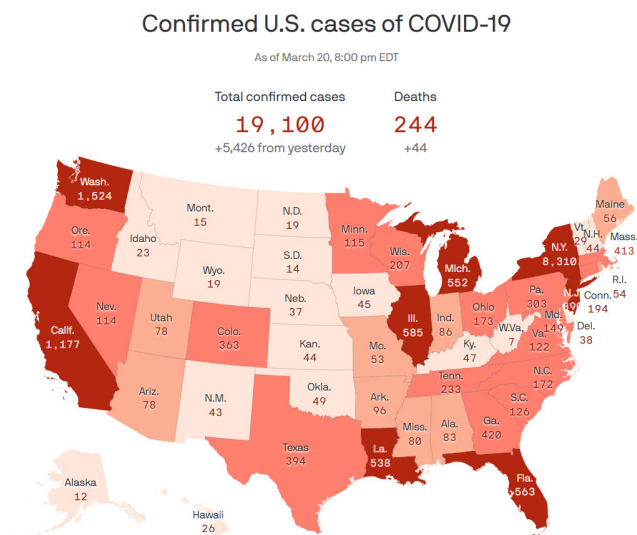 Confirmed U.S. cases of COVID-19
As of March 20, 8:00 pm EDT
Total confirmed cases
19,100
+5,426 from yesterday
Deaths
244
+44
Wash.
1,524
Ore.
114
Calif.
1,177
Nev.
114
Idaho
23
Mont.
15
Wyo.
19
Utah
78
Ariz.
78
Colo.
363
N.M.
43
N.D.
19
S.D.
14
Neb.
37
Kan.
44
Okla.
49
Texas
394
Minn.
115
Iowa
45
Mo.
53
Ark.
96
La.
538
Wis.
207
Ill.
585
Mich.
552
Ind.
86
Ohio
173
Ky.
47
Tenn.
233
Miss.
80
Ala.
83
Ga.
420
Fla.
563
S.C.
126
N.C.
172
Va.
122
W.Va.
7
Md.
149
Del.
38
Pa.
303
N.J.
N.Y.
8,310
Conn.
194
R.I.
54
Mass.
413
Vt.
29
N.H.
44
Maine
56
Alaska
12
Hawaii
26